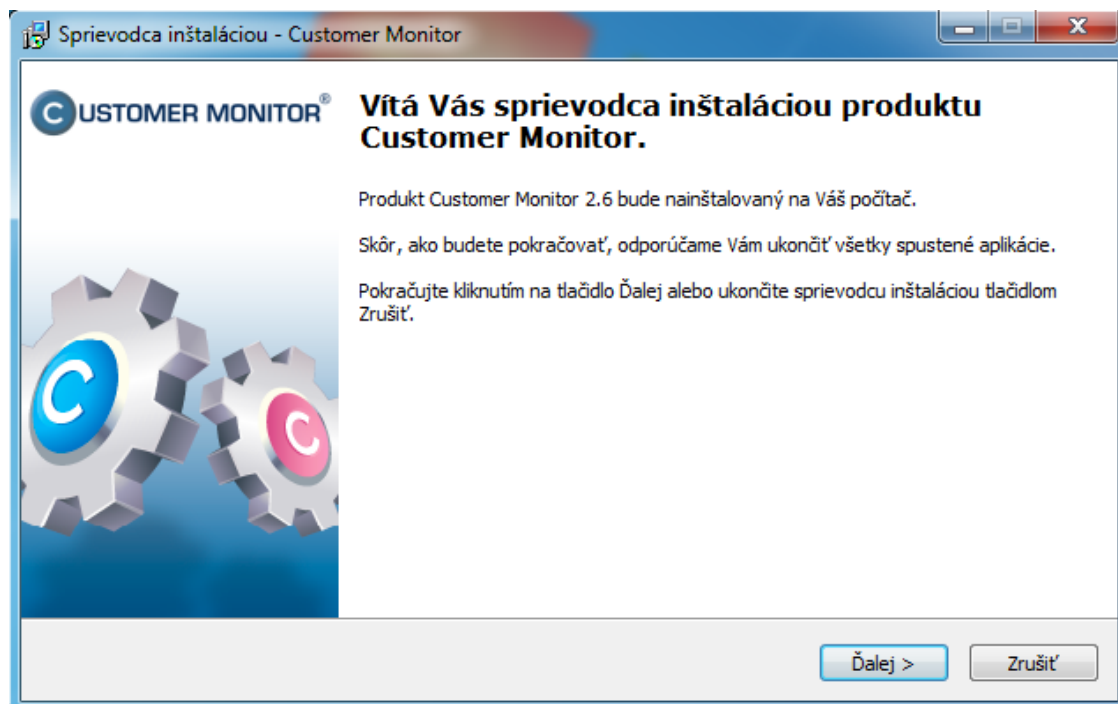 Sprievodca inštaláciou - Customer Monitor
CUSTOMER MONITOR®
Vítá Vás sprievodca inštaláciou produktu
Customer Monitor.
Produkt Customer Monitor 2.6 bude nainštalovaný na Váš počítač.
Skôr, ako budete pokračovať, odporúčame Vám ukončiť všetky spustené aplikácie.
Pokračujte kliknutím na tlačidlo Ďalej alebo ukončite sprievodcu inštaláciou tlačidlom
Zrušiť.
C
C
Ďalej >
Zrušiť